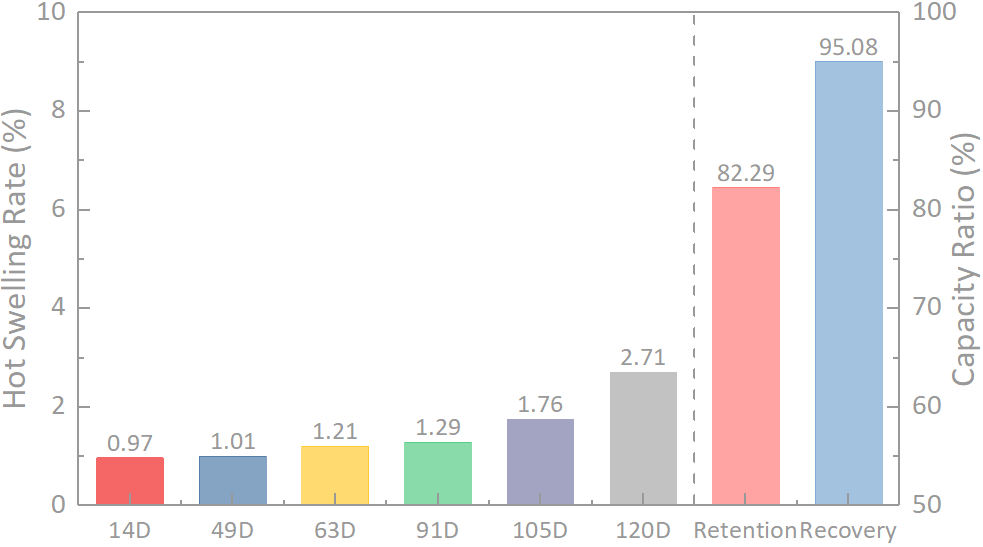 10
8
6
4
2
0
Hot Swelling Rate (%)
0.97
1.01
1.21
1.29
1.76
2.71
82.29
95.08
14D
49D
63D
91D
105D
120D
Retention
Recovery
100
90
80
70
60
50
Capacity Ratio (%)